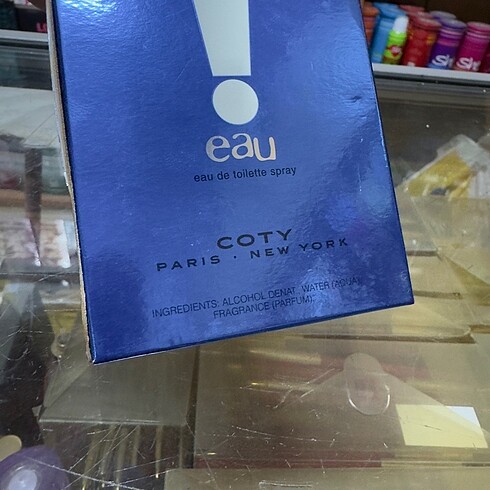 !
eau
eau de toilette spray
COTY
PARIS · NEW YORK
INGREDIENTS: ALCOHOL DENAT. WATER (AQUA)
FRAGRANCE (PARFUM)